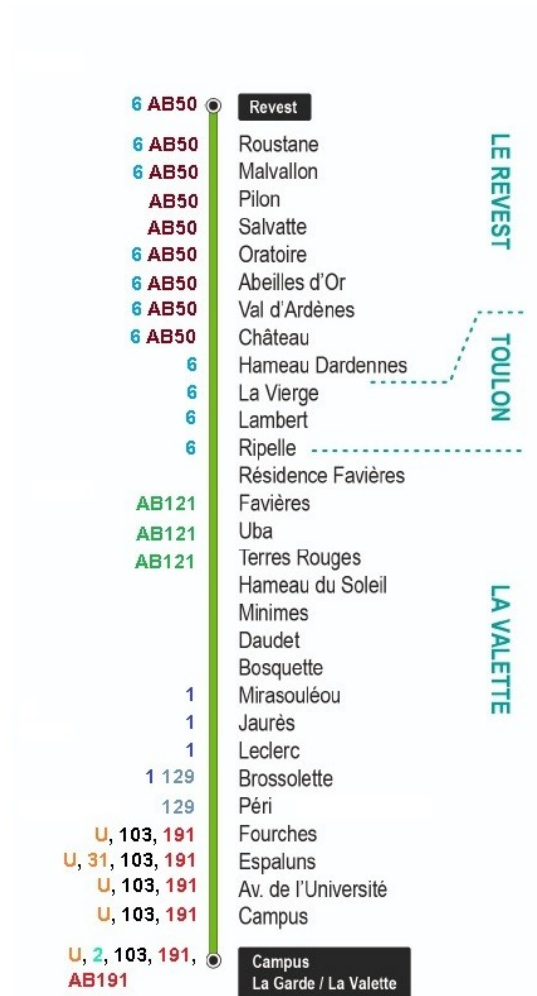 6 AB50 Revest
6 AB50 Roustane
6 AB50 Malvallon
AB50 Pilon
AB50 Salvatte
6 AB50 Oratoire
6 AB50 Abeilles d'Or
6 AB50 Val d'Ardènes
6 AB50 Château
6 Hameau Dardennes
6 La Vierge
6 Lambert
6 Ripelle
Résidence Favières
AB121 Favières
AB121 Uba
AB121 Terres Rouges
Hameau du Soleil
Minimes
Daudet
Bosquette
1 Mirasouléou
1 Jaurès
1 Leclerc
1 129 Brossolette
129 Péri
U, 103, 191 Fourches
U, 31, 103, 191 Espaluns
U, 103, 191 Av. de l'Université
U, 103, 191 Campus
U, 2, 103, 191,
AB191
Campus
La Garde / La Valette
LE REVEST
TOULON
LA VALETTE